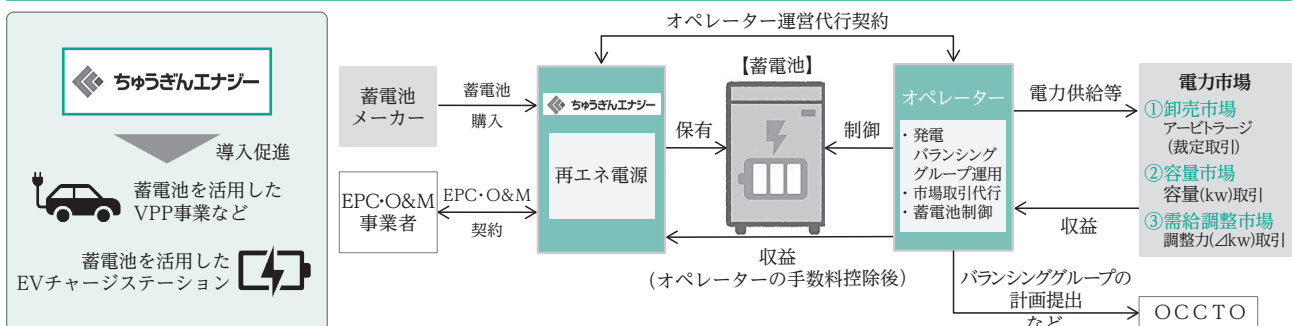 ちゅうぎんエナジー
導入促進
蓄電池を活用した
VPP事業など
蓄電池を活用した
EVチャージステーション
オペレーター運営代行契約
蓄電池
メーカー
蓄電池
購入
EPC・O&M
事業者
EPC・O&M
契約
ちゅうぎんエナジー
再エネ電源
保有
【蓄電池】
制御
オペレーター
・発電
バランシング
グループ運用
・市場取引代行
・蓄電池制御
電力供給等
収益
電力市場
①卸売市場
アービトラージ
(裁定取引)
②容量市場
容量(kw)取引
③需給調整市場
調整力(⊿kw)取引
収益
(オペレーターの手数料控除後)
バランシンググループの
計画提出
など
OCCTO